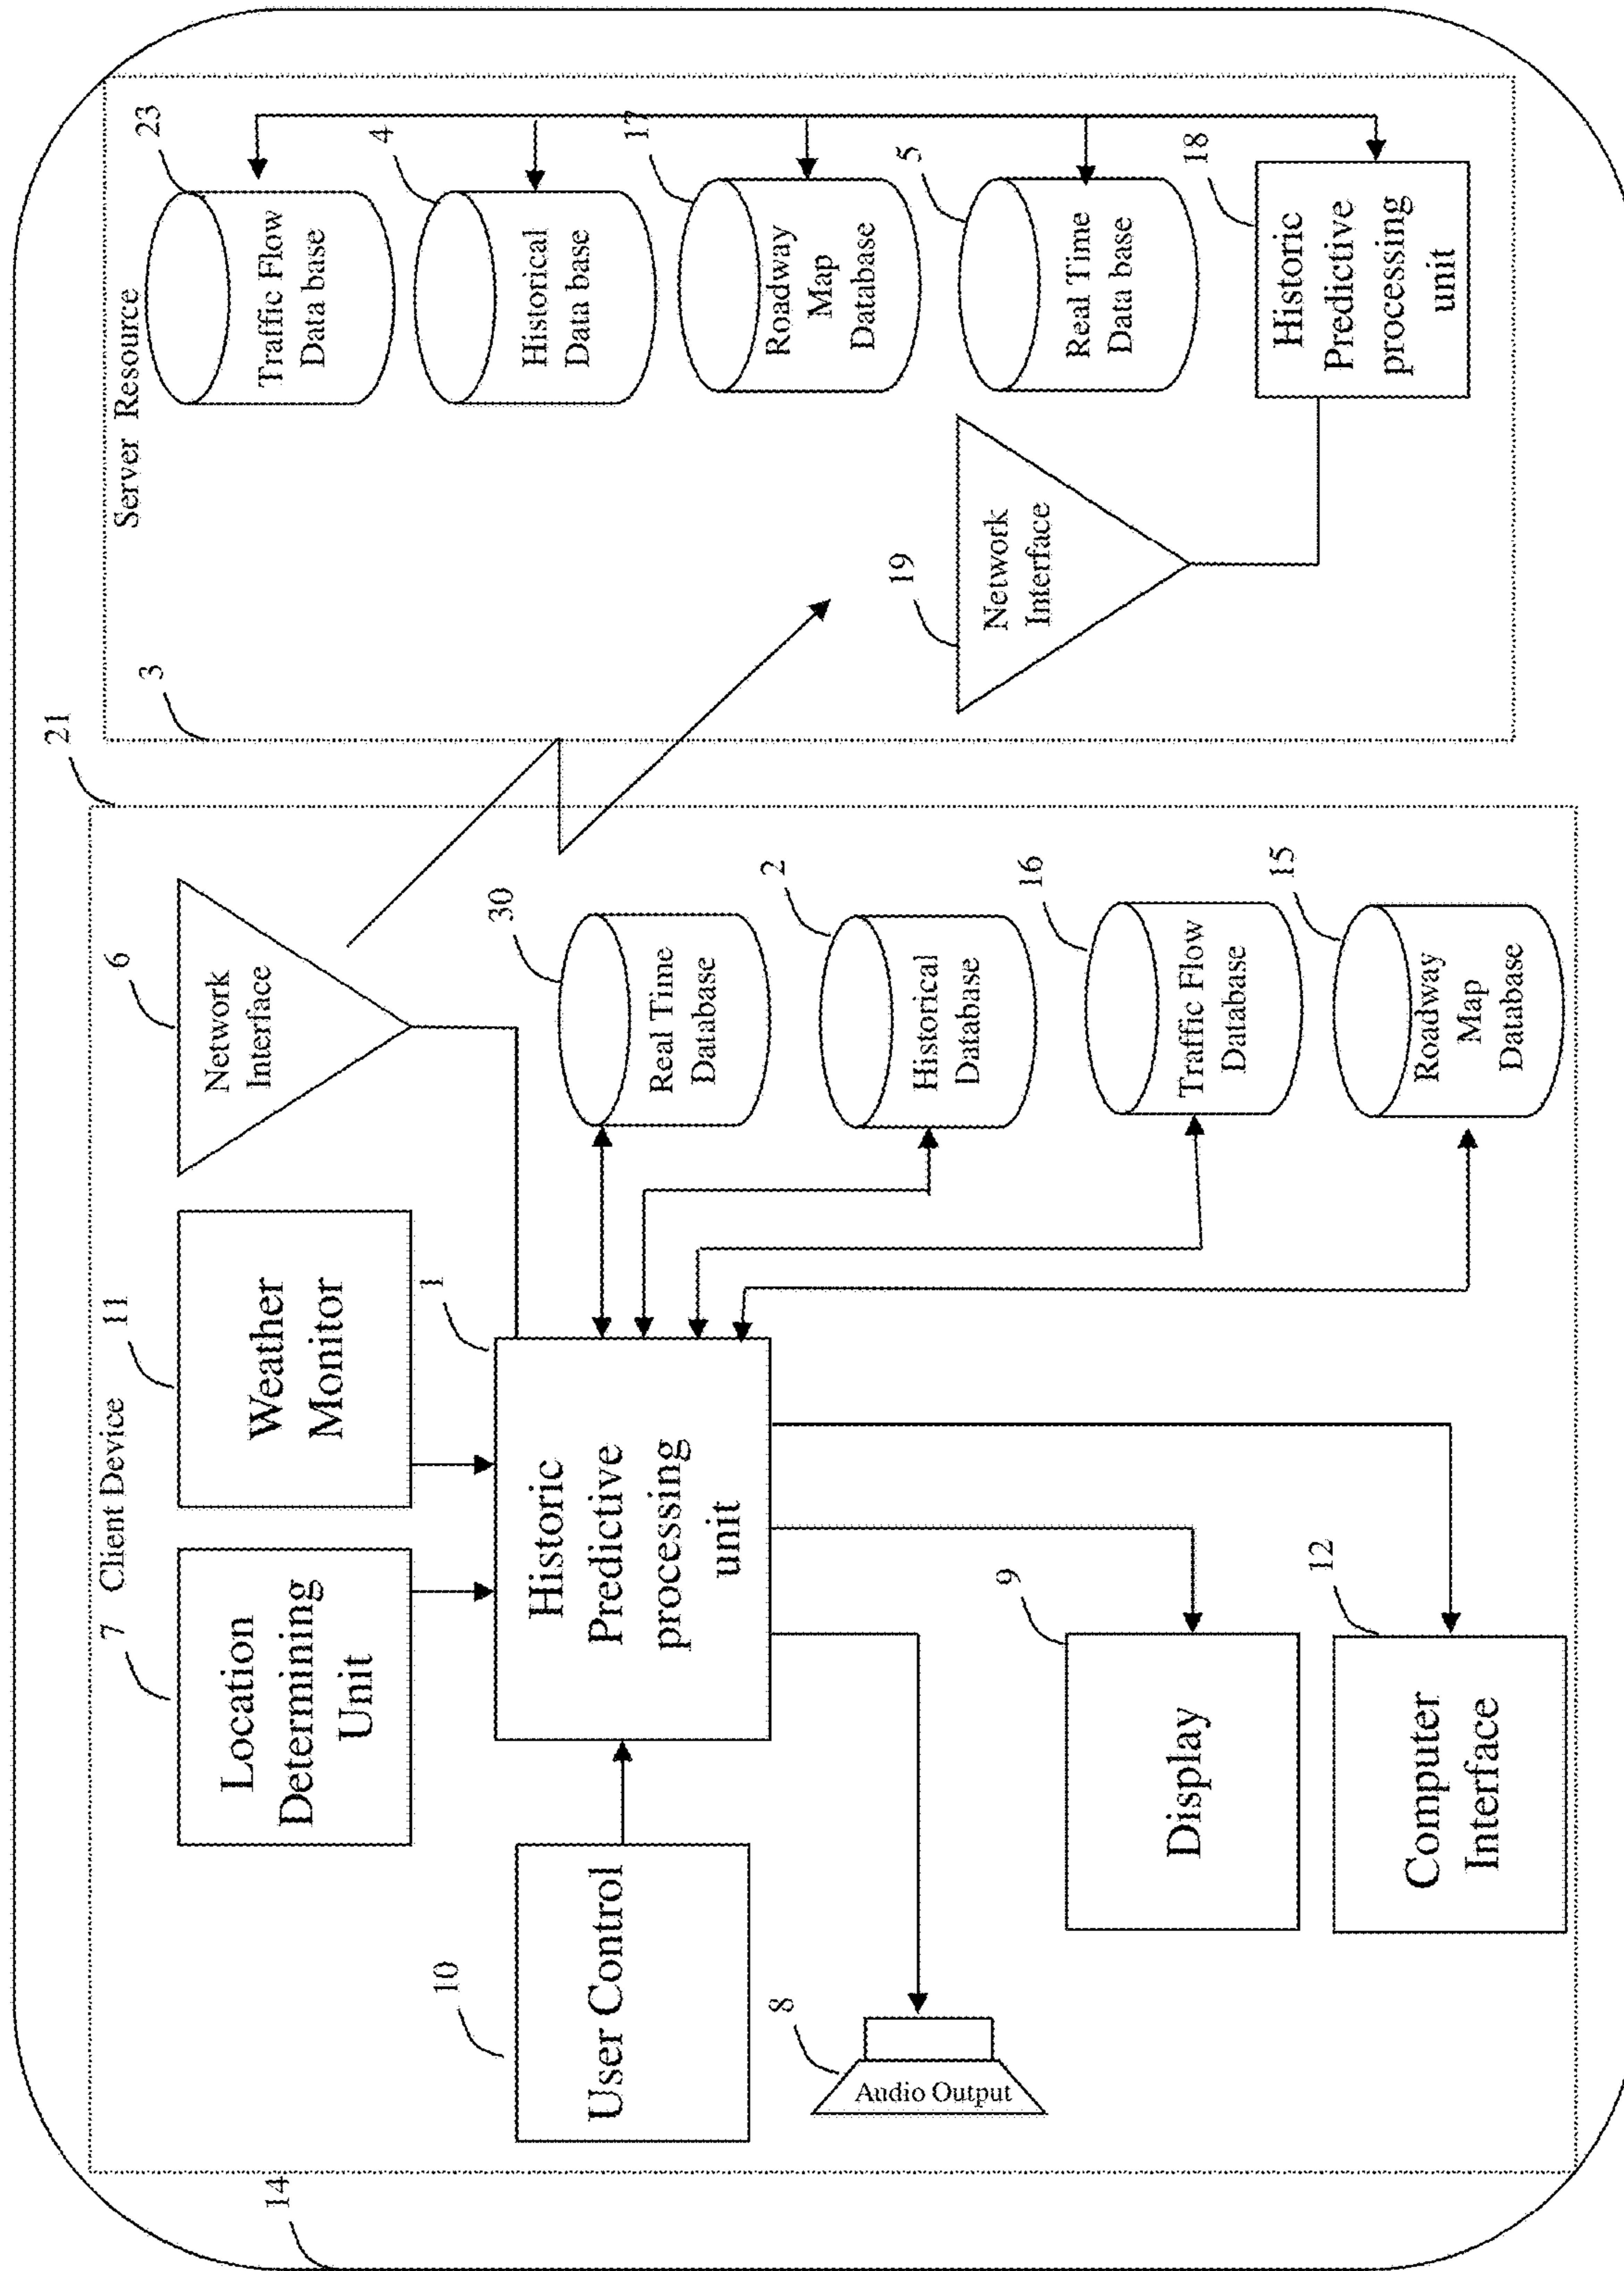 14
21
3
7
Client Device
11
6
Server Resource
23
Location
Determining
Unit
Weather
Monitor
Network
Interface
Traffic Flow
Data base
4
Historical
Data base
10
User Control
1
Historic
Predictive
processing
unit
30
Real Time
Database
17
Roadway
Map
Database
8
Audio Output
2
Historical
Database
19
Network
Interface
5
Real Time
Data base
9
Display
16
Traffic Flow
Database
18
Historic
Predictive
processing
unit
12
Computer
Interface
15
Roadway
Map
Database